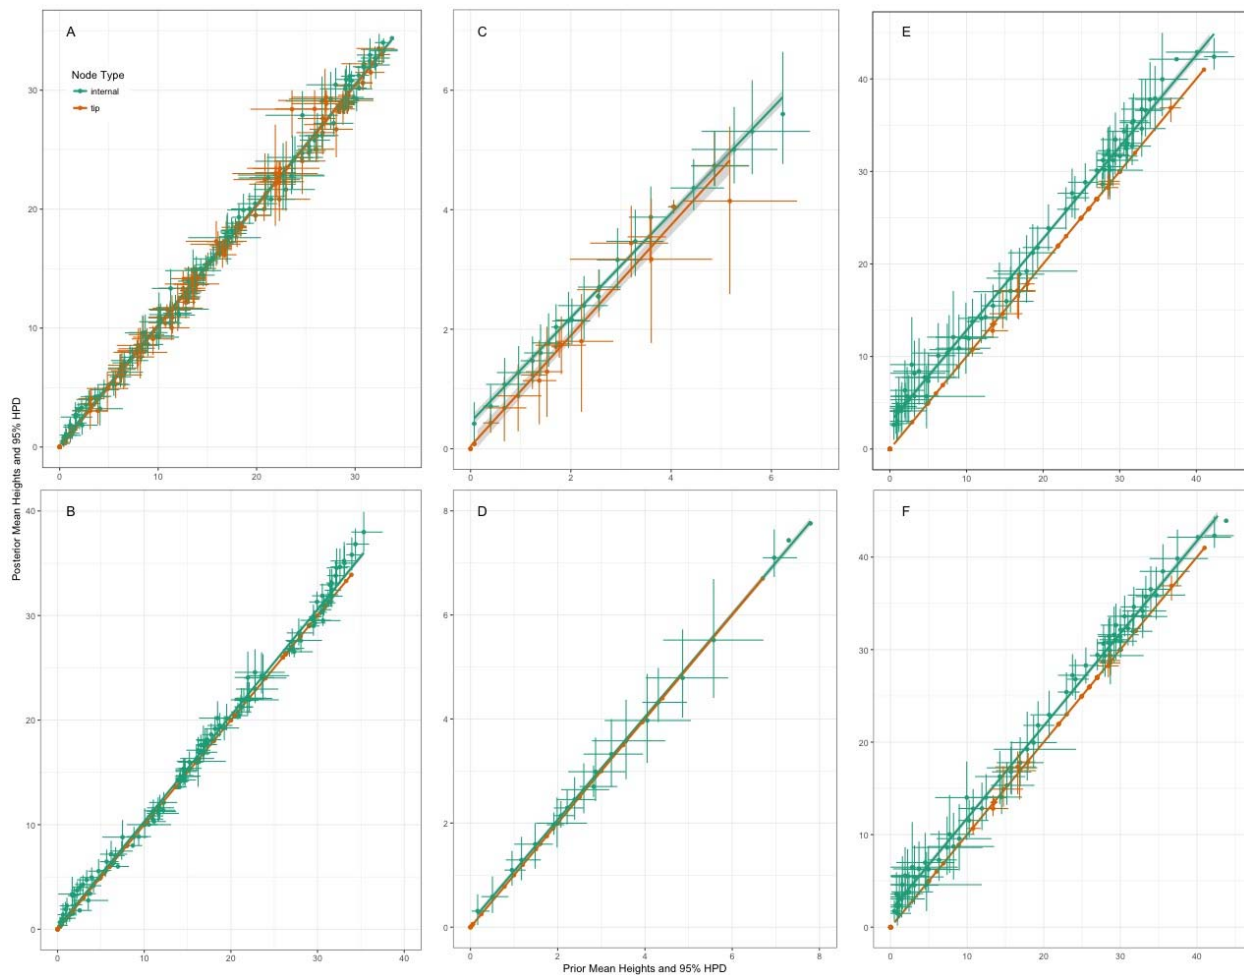 A
Node Type
internal
tip
30
20
10
0
0 10 20 30
C
6
4
2
0
0 2 4 6
E
40
30
20
10
0
0 10 20 30 40
Posterior Mean Heights and 95% HPD
B
40
30
20
10
0
0 10 20 30 40
D
8
6
4
2
0
0 2 4 6 8
F
40
30
20
10
0
0 10 20 30 40
Prior Mean Heights and 95% HPD